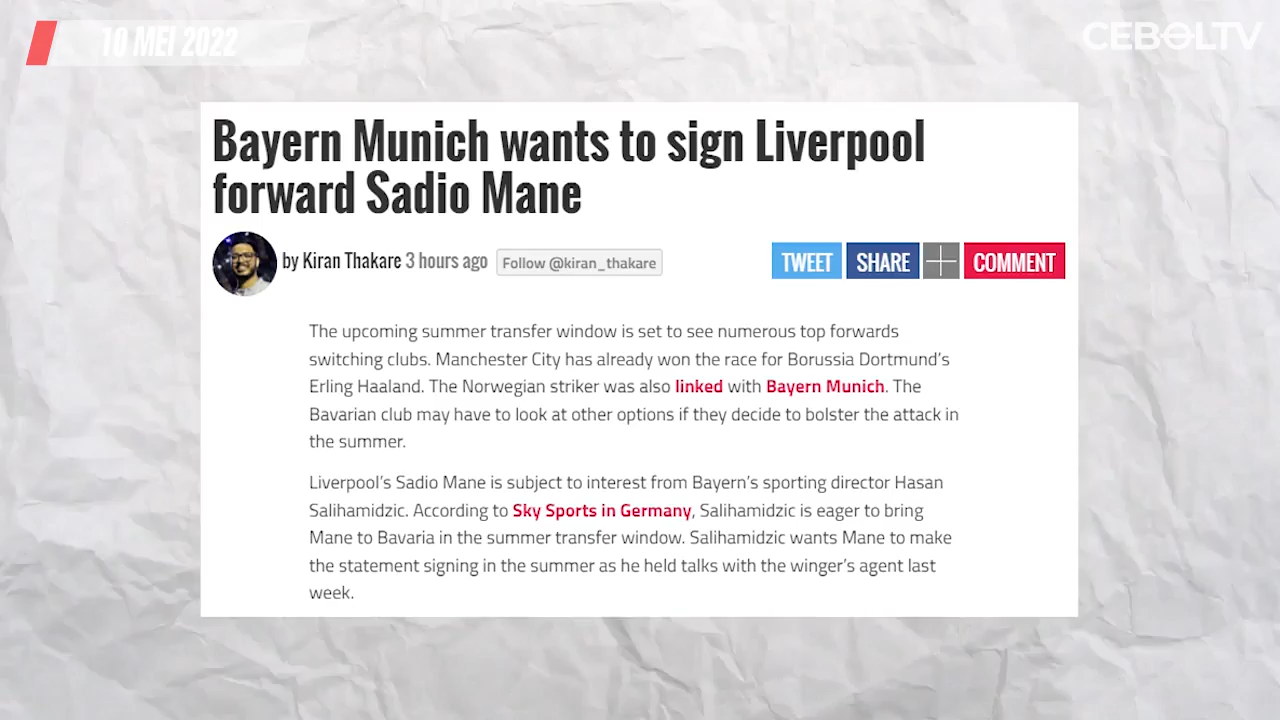 10 MEI 2022
CEBOLTV
Bayern Munich wants to sign Liverpool
forward Sadio Mane
by Kiran Thakare 3 hours ago Follow @kiran_thakare TWEET SHARE COMMENT
The upcoming summer transfer window is set to see numerous top forwards
switching clubs. Manchester City has already won the race for Borussia Dortmund's
Erling Haaland. The Norwegian striker was also linked with Bayern Munich. The
Bavarian club may have to look at other options if they decide to bolster the attack in
the summer.
Liverpool's Sadio Mane is subject to interest from Bayern's sporting director Hasan
Salihamidzic. According to Sky Sports in Germany, Salihamidzic is eager to bring
Mane to Bavaria in the summer transfer window. Salihamidzic wants Mane to make
the statement signing in the summer as he held talks with the winger's agent last
week.